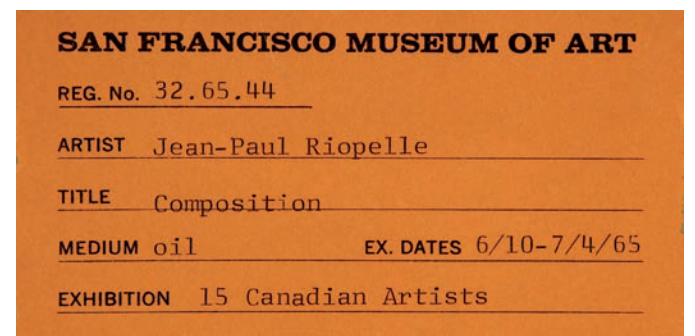 SAN FRANCISCO MUSEUM OF ART
REG. No. 32.65.44
ARTIST Jean-Paul Riopelle
TITLE Composition
MEDIUM oil EX. DATES 6/10-7/4/65
EXHIBITION 15 Canadian Artists